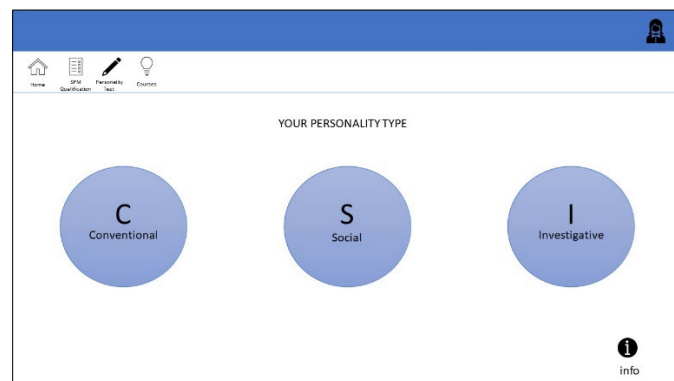 Home
SPM
Qualification
Personality
Test
Courses
YOUR PERSONALITY TYPE
C
Conventional
S
Social
I
Investigative
i
info